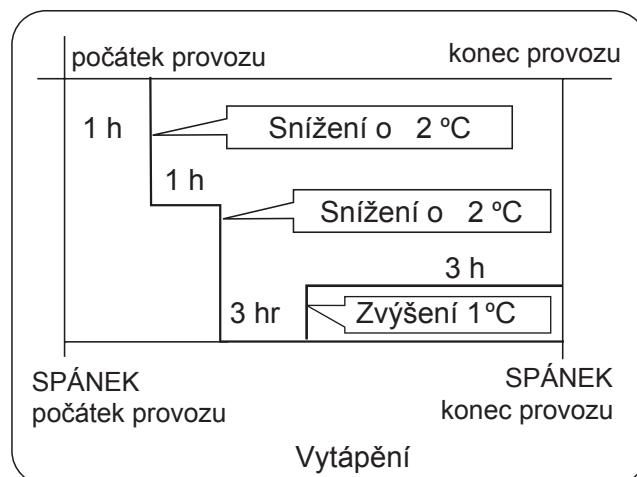 počátek provozu
konec provozu
1 h
Snížení o 2 ºC
1 h
Snížení o 2 ºC
3 h
3 hr
Zvýšení 1ºC
SPÁNEK
počátek provozu
SPÁNEK
konec provozu
Vytápění